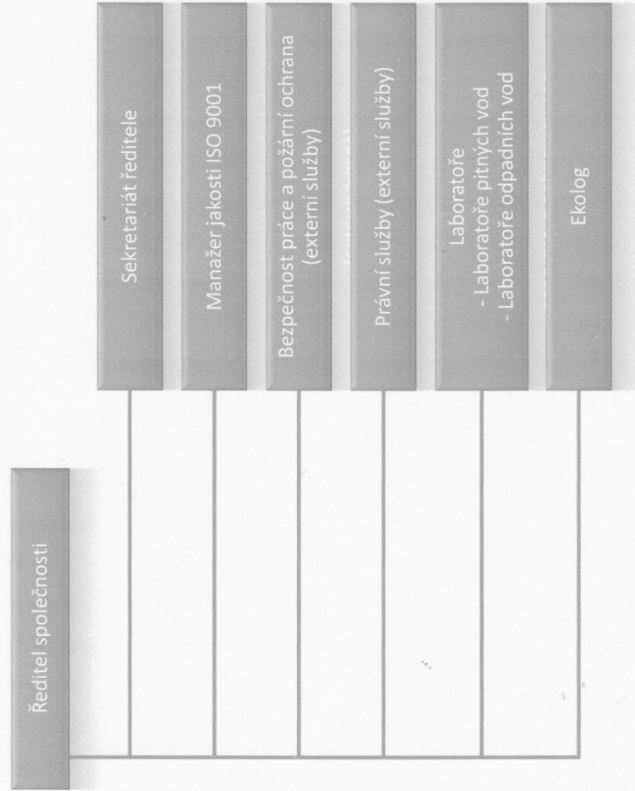 Ředitel společnosti
Sekretariát ředitele
Manažer jakosti ISO 9001
Bezpečnost práce a požární ochrana
(externí služby)
Právní služby (externí služby)
Laboratoře
- Laboratoře pitných vod
- Laboratoře odpadních vod
Ekolog